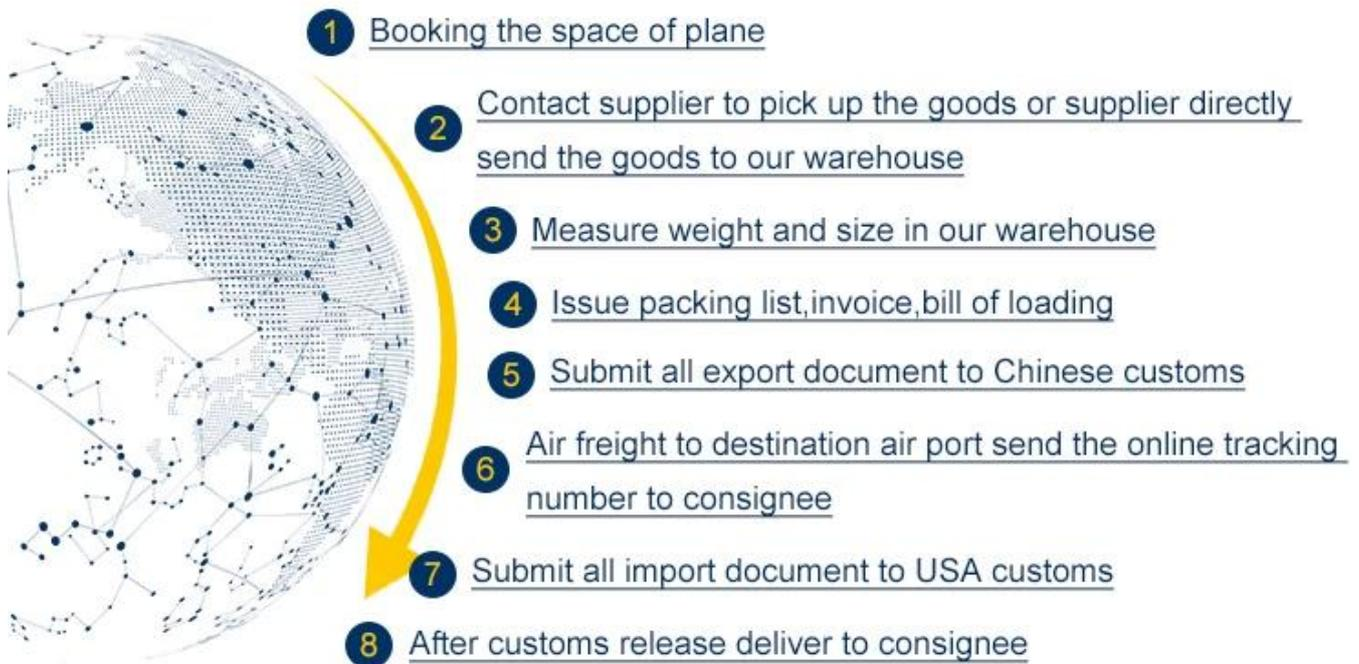 1 Booking the space of plane
2 Contact supplier to pick up the goods or supplier directly
send the goods to our warehouse
3 Measure weight and size in our warehouse
4 Issue packing list,invoice,bill of loading
5 Submit all export document to Chinese customs
6 Air freight to destination air port send the online tracking
number to consignee
7 Submit all import document to USA customs
8 After customs release deliver to consignee